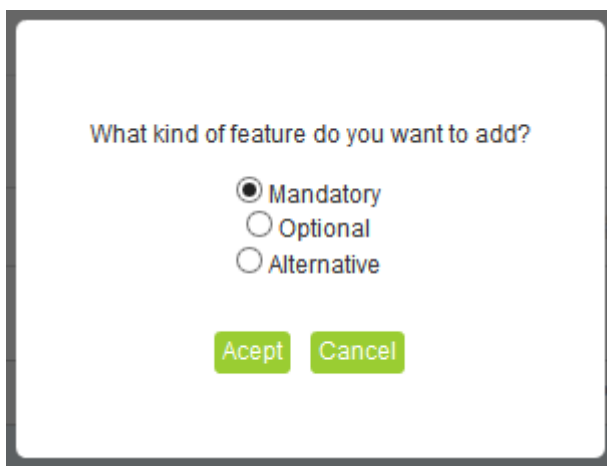 What kind of feature do you want to add?
Mandatory
Optional
Alternative
Acept Cancel